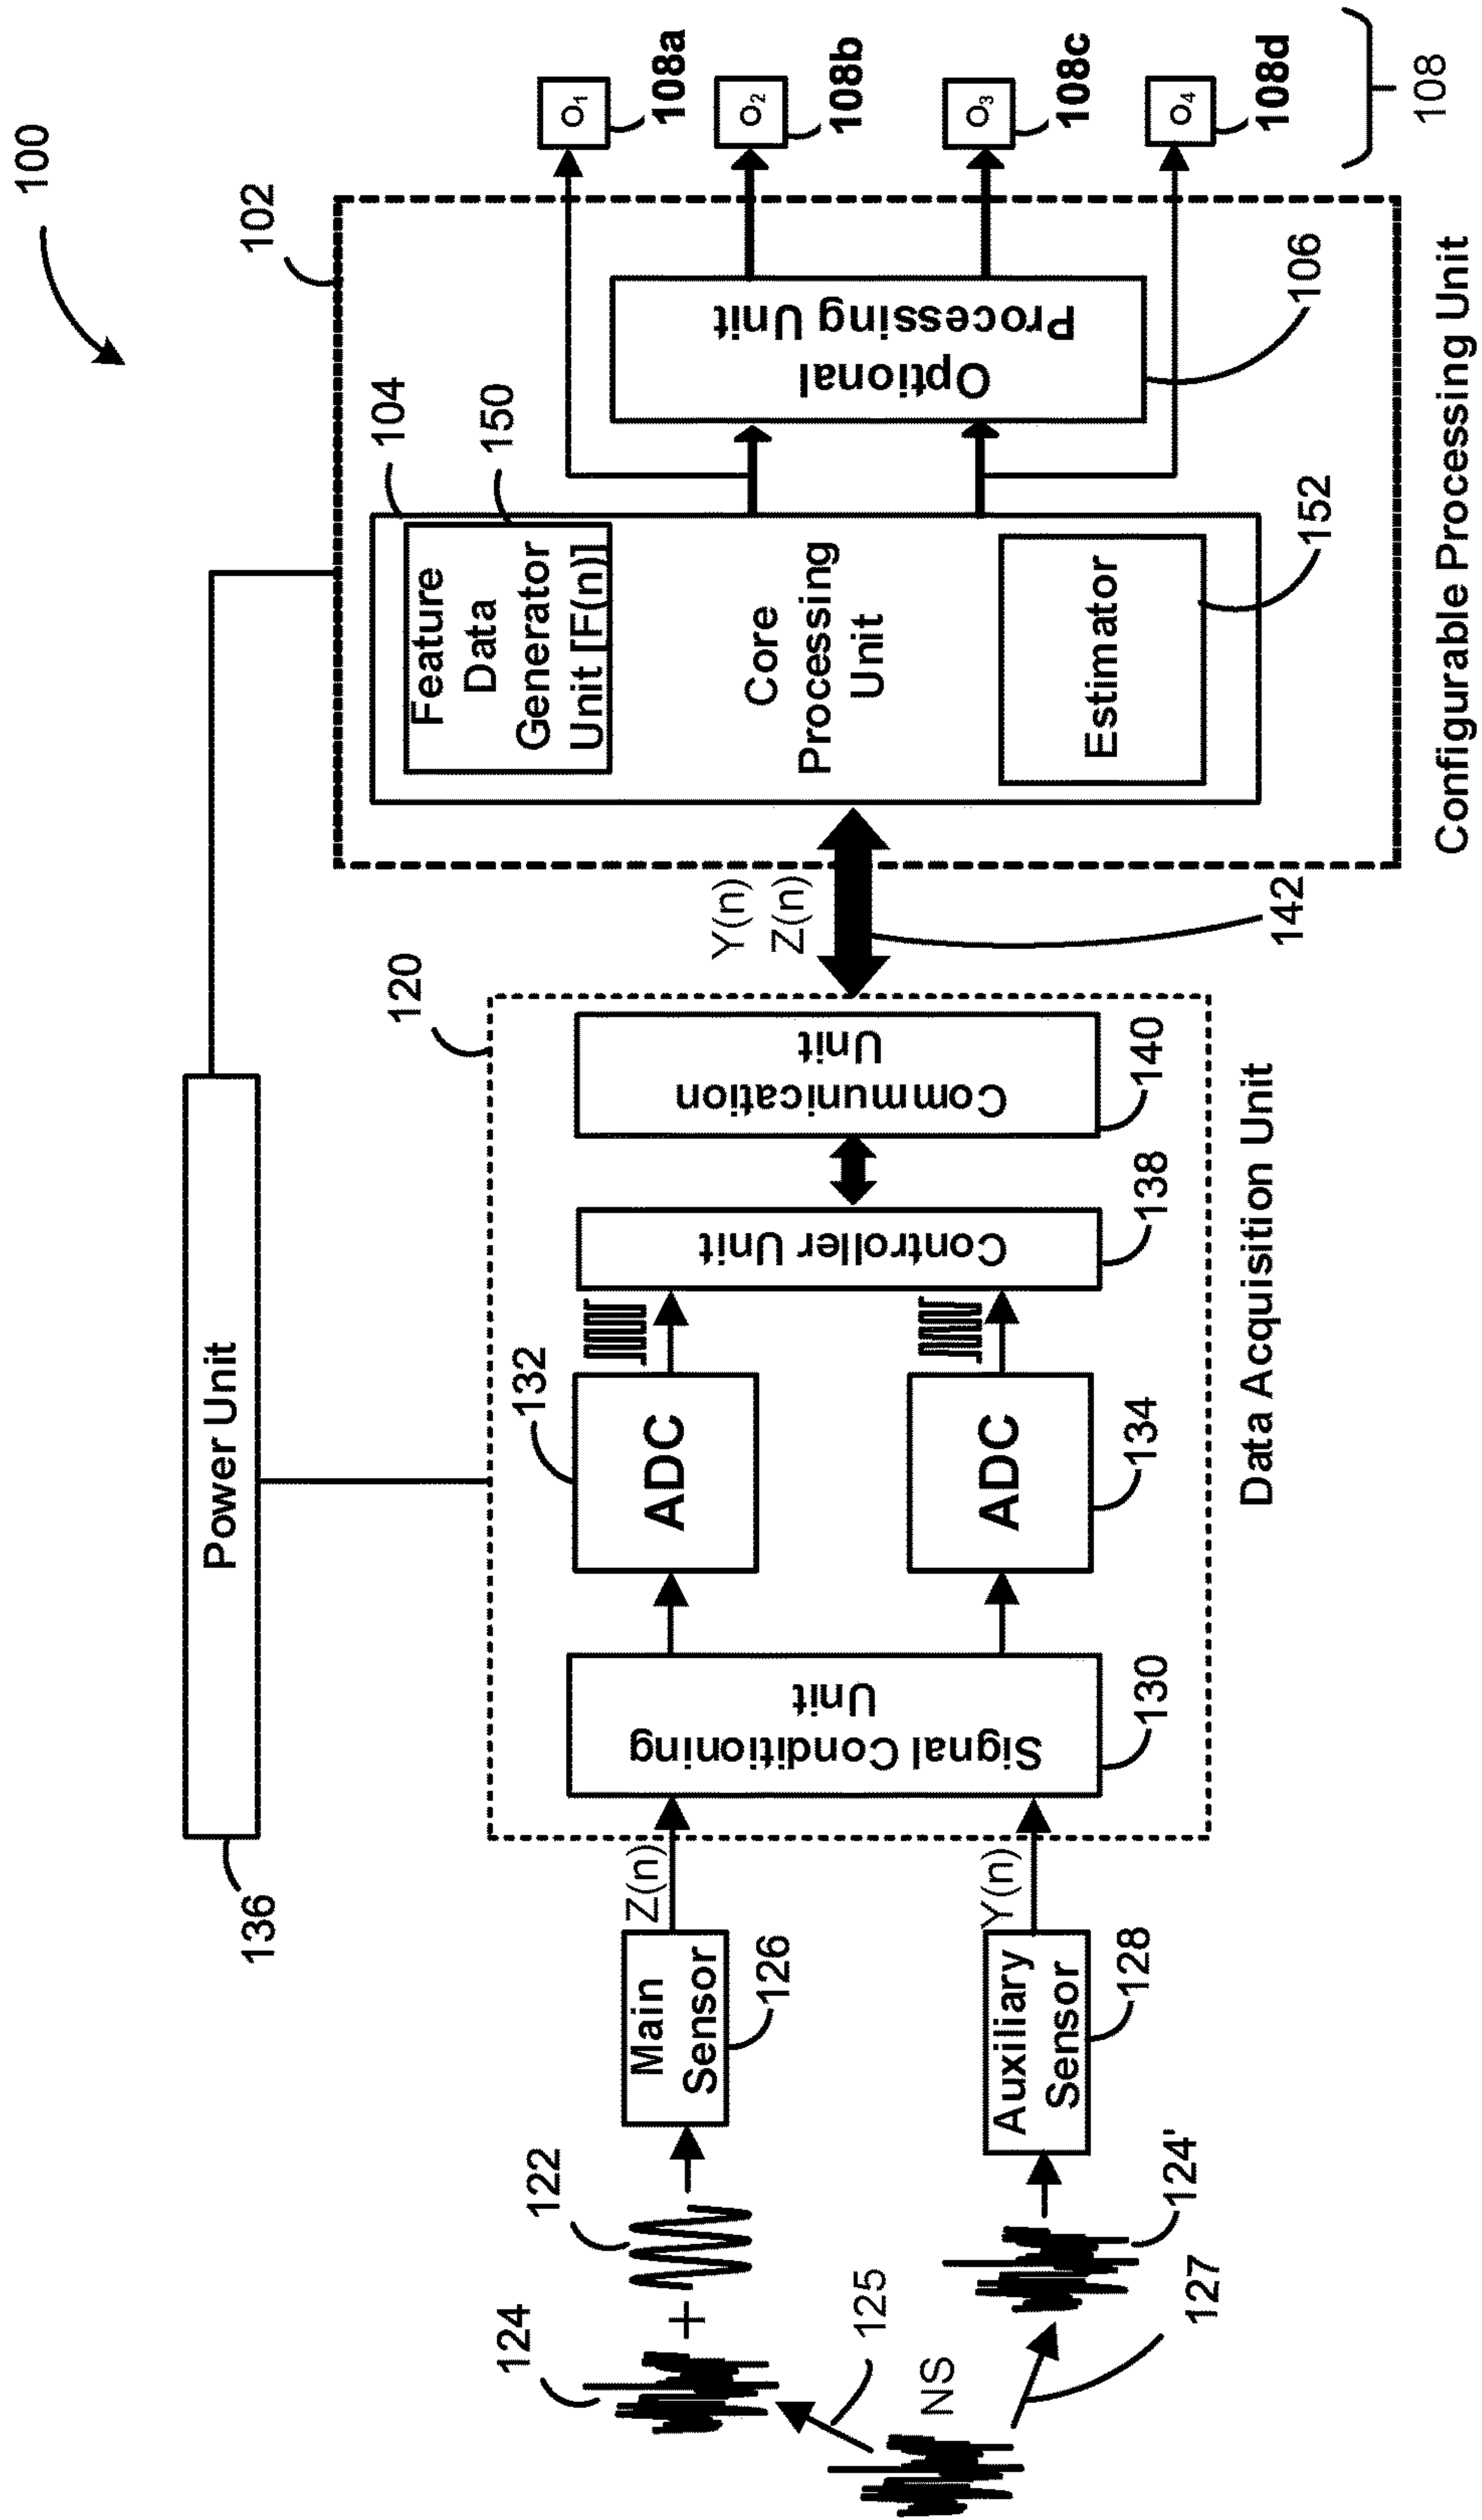 100
Power Unit
136
102
104
Feature
Data
Generator
Unit [F(n)]
150
Core
Processing
Unit
Estimator
152
Optional
Processing Unit
106
O1
108a
O2
108b
O3
108c
O4
108d
108
Configurable Processing Unit
120
Y(n)
Z(n)
142
124
+
122
125
NS
127
124'
Main
Sensor
126
Z(n)
Auxiliary
Sensor
128
Y(n)
Signal Conditioning
Unit
130
132
ADC
ADC
134
Controller Unit
138
Communication
Unit
140
Data Acquisition Unit